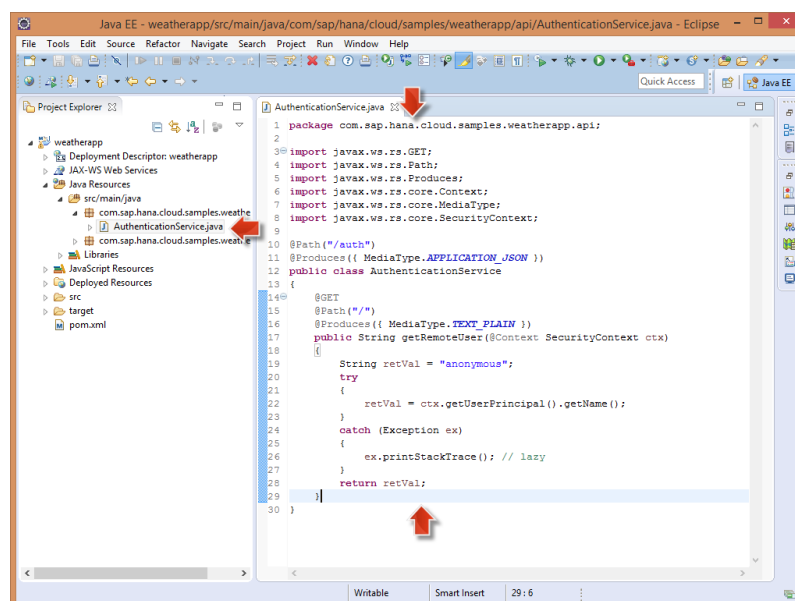 Java EE - weatherapp/src/main/java/com/sap/hana/cloud/samples/weatherapp/api/AuthenticationService.java - Eclipse
File Tools Edit Source Refactor Navigate Search Project Run Window Help
Quick Access
Java EE
Project Explorer
weatherapp
Deployment Descriptor: weatherapp
JAX-WS Web Services
Java Resources
src/main/java
com.sap.hana.cloud.samples.weathe
AuthenticationService.java
com.sap.hana.cloud.samples.weathe
Libraries
JavaScript Resources
Deployed Resources
src
target
pom.xml
AuthenticationService.java
1 package com.sap.hana.cloud.samples.weatherapp.api;
2
3 import javax.ws.rs.GET;
4 import javax.ws.rs.Path;
5 import javax.ws.rs.Produces;
6 import javax.ws.rs.core.Context;
7 import javax.ws.rs.core.MediaType;
8 import javax.ws.rs.core.SecurityContext;
9
10 @Path("/auth")
11 @Produces({ MediaType.APPLICATION_JSON })
12 public class AuthenticationService
13 {
14 @GET
15 @Path("/")
16 @Produces({ MediaType.TEXT_PLAIN })
17 public String getRemoteUser(@Context SecurityContext ctx)
18 {
19 String retVal = "anonymous";
20 try
21 {
22 retVal = ctx.getUserPrincipal().getName();
23 }
24 catch (Exception ex)
25 {
26 ex.printStackTrace(); // lazy
27 }
28 return retVal;
29 }
30 }
Writable
Smart Insert
29 : 6